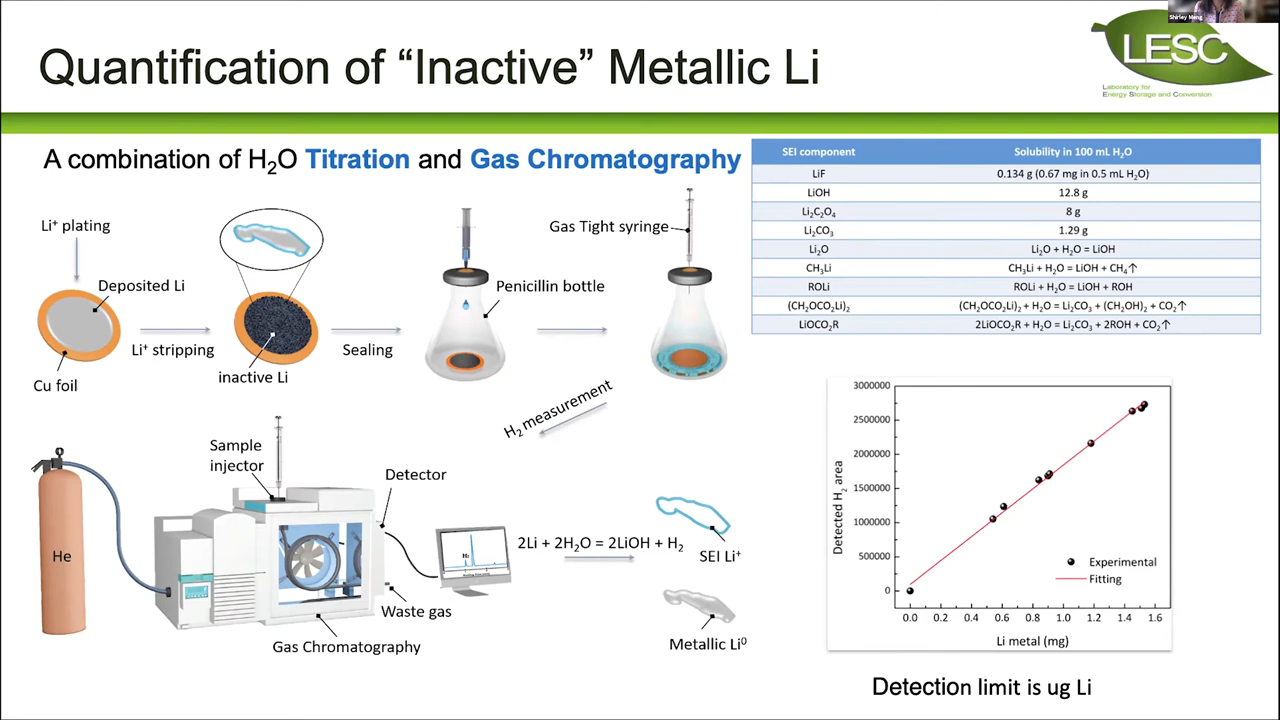 Shirley Meng
Quantification of “Inactive” Metallic Li
LESC
Laboratory for
Energy Storage and Conversion
A combination of H₂O Titration and Gas Chromatography
Li⁺ plating
Deposited Li
Cu foil
Li⁺ stripping
inactive Li
Sealing
Penicillin bottle
Gas Tight syringe
H₂ measurement
SEI component Solubility in 100 mL H₂O
LiF 0.134 g (0.67 mg in 0.5 mL H₂O)
LiOH 12.8 g
Li₂C₂O₄ 8 g
Li₂CO₃ 1.29 g
Li₂O Li₂O + H₂O = LiOH
CH₃Li CH₃Li + H₂O = LiOH + CH₄↑
ROLi ROLi + H₂O = LiOH + ROH
(CH₂OCO₂Li)₂ (CH₂OCO₂Li)₂ + H₂O = Li₂CO₃ + (CH₂OH)₂ + CO₂↑
LiOCO₂R 2LiOCO₂R + H₂O = Li₂CO₃ + 2ROH + CO₂↑
He
Sample
injector
Detector
H₂
Waste gas
Gas Chromatography
2Li + 2H₂O = 2LiOH + H₂
SEI Li⁺
Metallic Li⁰
Detected H₂ area
3000000
2500000
2000000
1500000
1000000
500000
0
Experimental
Fitting
0.0 0.2 0.4 0.6 0.8 1.0 1.2 1.4 1.6
Li metal (mg)
Detection limit is ug Li